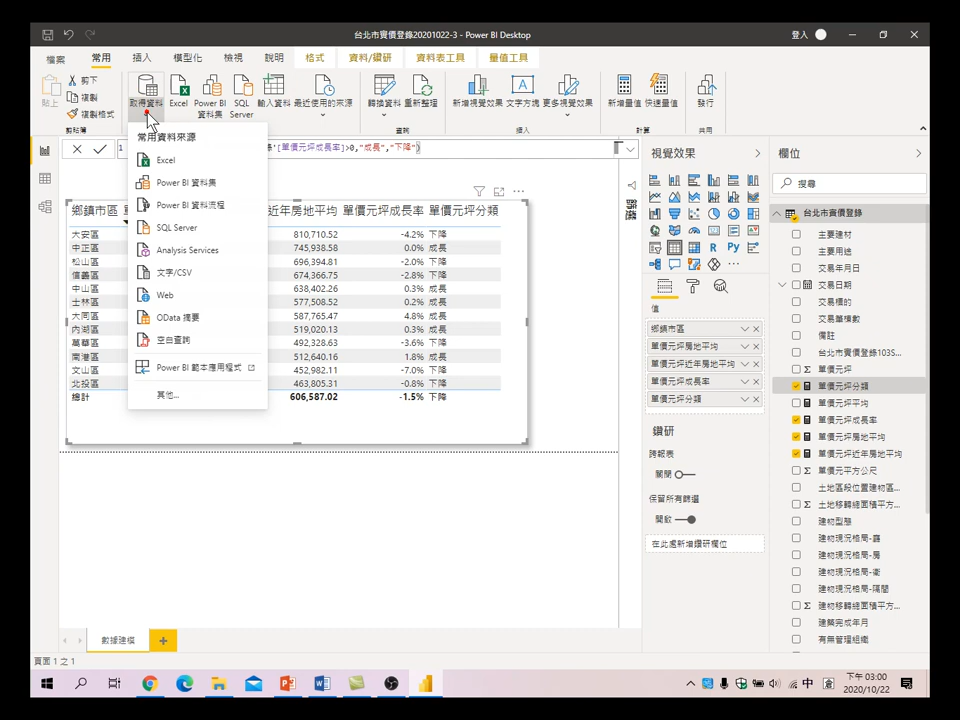 台北市實價登錄20201022-3 - Power BI Desktop
登入
檔案 常用 插入 模型化 檢視 說明 格式 資料/鑽研 資料表工具 量值工具
貼上
剪下
複製
複製格式
剪貼簿
取得資料 Excel Power BI 資料集 SQL Server 輸入資料 最近使用的來源
轉換資料 重新整理
查詢
新增視覺效果 文字方塊 更多視覺效果
插入
新增量值 快速量值
計算
發行
共用
1
'[單價元坪成長率]>0,"成長","下降")
常用資料來源
Excel
Power BI 資料集
Power BI 資料流程
SQL Server
Analysis Services
文字/CSV
Web
OData 摘要
空白查詢
Power BI 範本應用程式
其他...
鄉鎮市區 近年房地平均 單價元坪成長率 單價元坪分類
大安區 810,710.52 -4.2% 下降
中正區 745,938.58 0.0% 成長
松山區 696,394.81 -2.0% 下降
信義區 674,366.75 -2.8% 下降
中山區 638,402.26 0.3% 成長
士林區 577,508.52 0.2% 成長
大同區 587,765.47 4.8% 成長
內湖區 519,020.13 0.3% 成長
萬華區 492,328.63 -3.6% 下降
南港區 512,640.16 1.8% 成長
文山區 452,982.11 -7.0% 下降
北投區 463,805.31 -0.8% 下降
總計 606,587.02 -1.5% 下降
篩選
視覺效果
值
鄉鎮市區
單價元坪房地平均
單價元坪近年房地平均
單價元坪成長率
單價元坪分類
鑽研
跨報表
關閉
保留所有篩選
開啟
在此處新增鑽研欄位
欄位
搜尋
台北市實價登錄
主要建材
主要用途
交易年月日
交易日期
交易標的
交易筆棟數
備註
台北市實價登錄103S...
單價元坪
單價元坪分類
單價元坪平均
單價元坪成長率
單價元坪房地平均
單價元坪近年房地平均
單價元平方公尺
土地區段位置建物區...
土地移轉總面積平方...
建物型態
建物現況格局-廳
建物現況格局-房
建物現況格局-衛
建物現況格局-隔間
建物移轉總面積平方...
建築完成年月
有無管理組織
數據建模
頁面 1 之 1
中
下午 03:00
2020/10/22